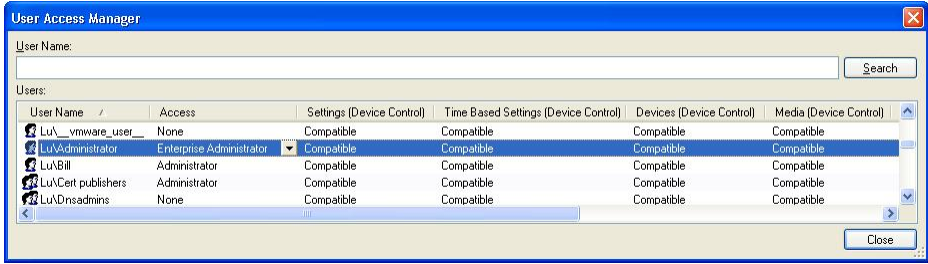 User Access Manager
User Name:
Search
Users:
User Name Access Settings (Device Control) Time Based Settings (Device Control) Devices (Device Control) Media (Device Control)
Lu\__vmware_user__ None Compatible Compatible Compatible Compatible
Lu\Administrator Enterprise Administrator Compatible Compatible Compatible Compatible
Lu\Bill Administrator Compatible Compatible Compatible Compatible
Lu\Cert publishers Administrator Compatible Compatible Compatible Compatible
Lu\Dnsadmins None Compatible Compatible Compatible Compatible
Close